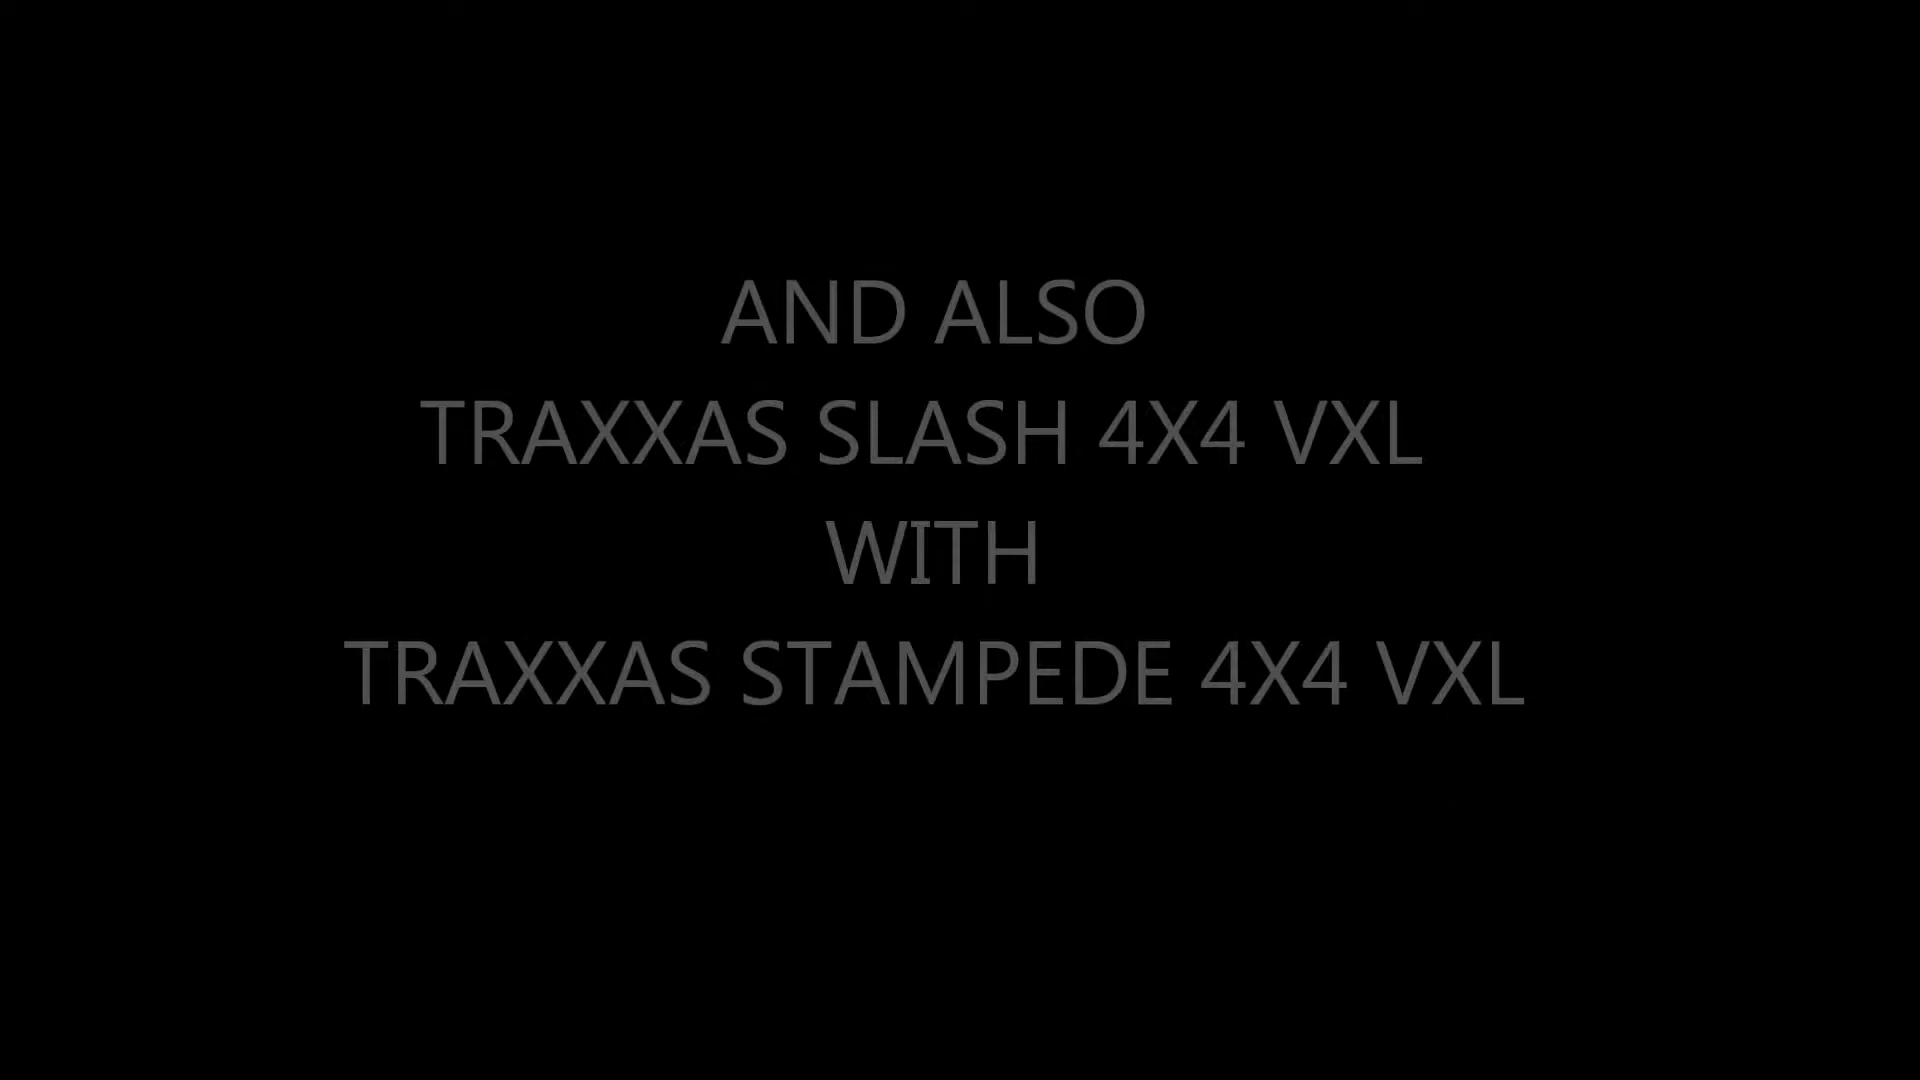 AND ALSO
TRAXXAS SLASH 4X4 VXL
WITH
TRAXXAS STAMPEDE 4X4 VXL